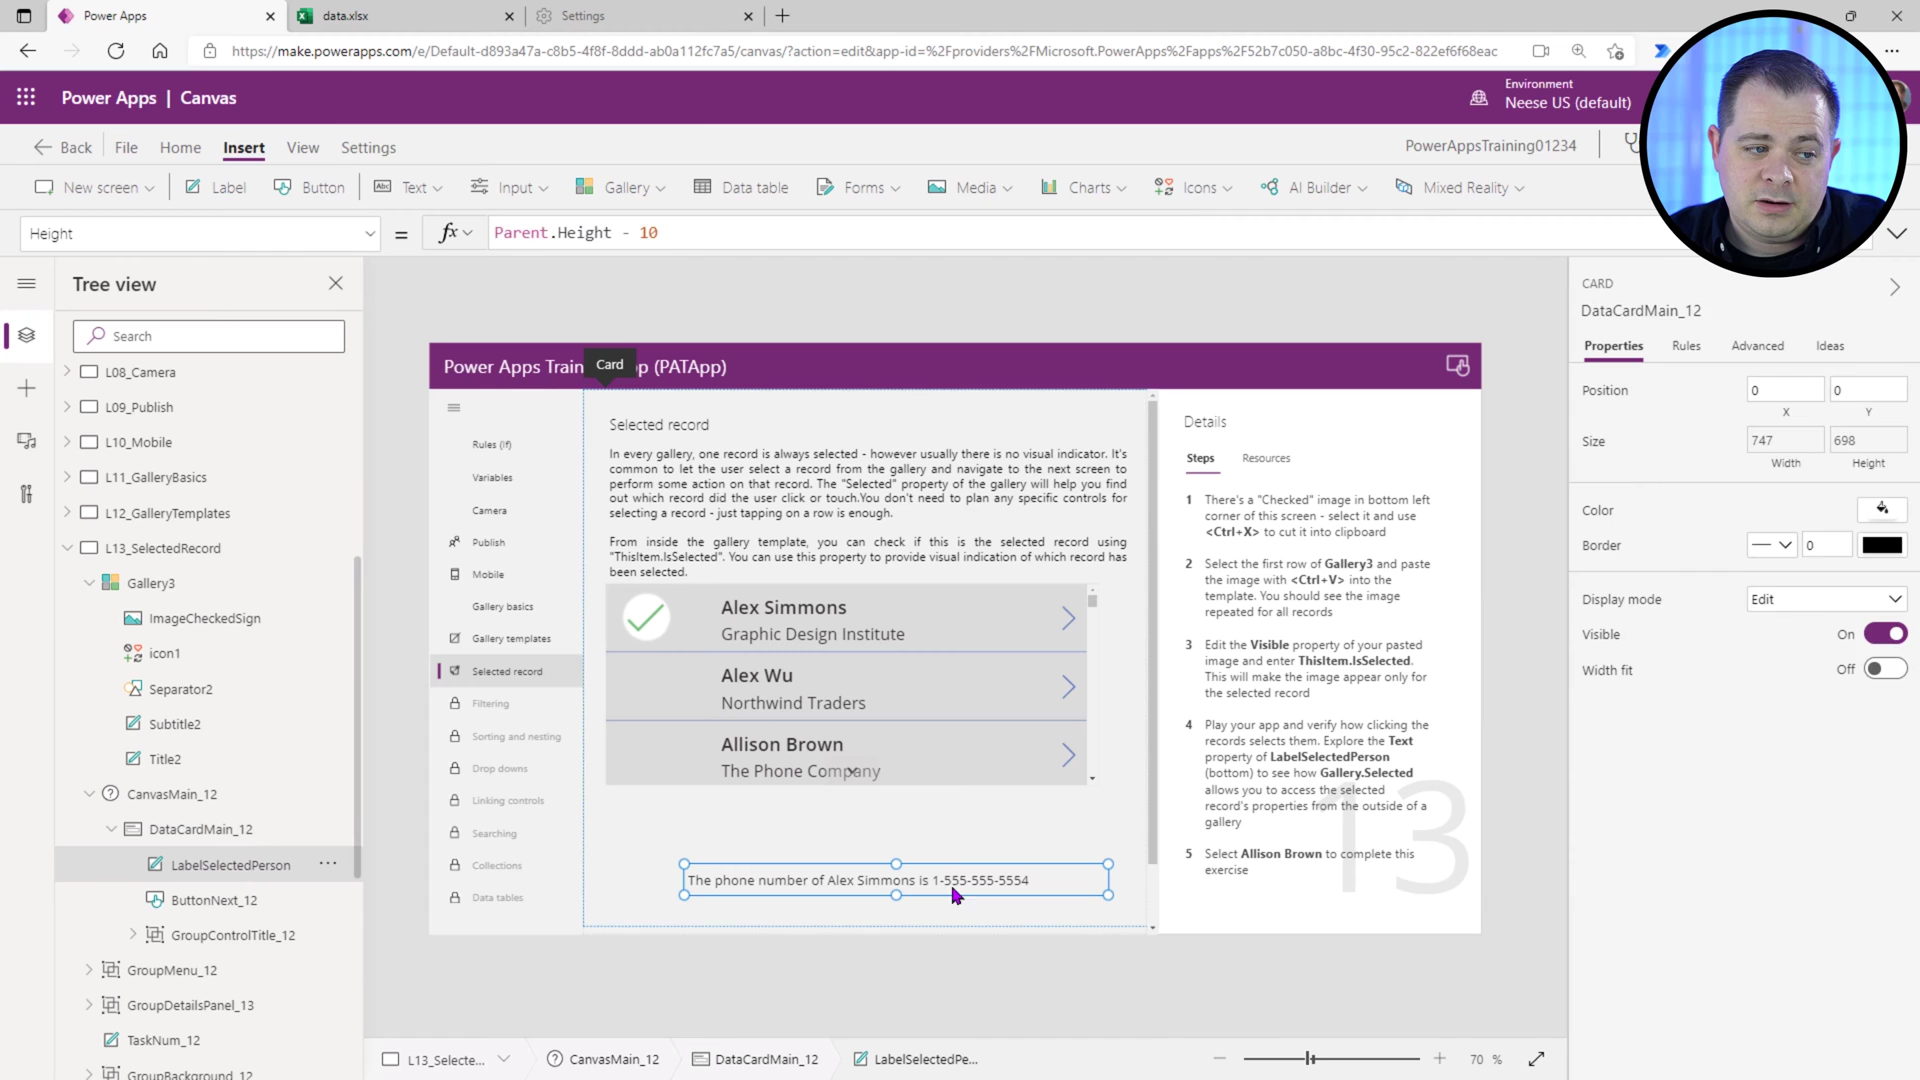 Power Apps
data.xlsx
Settings
https://make.powerapps.com/e/Default-d893a47a-c8b5-4f8f-8ddd-ab0a112fc7a5/canvas/?action=edit&app-id=%2Fproviders%2FMicrosoft.PowerApps%2Fapps%2F52b7c050-a8bc-4f30-95c2-822ef6f68eac
Power Apps | Canvas
Environment
Neese US (default)
Back
File
Home
Insert
View
Settings
PowerAppsTraining01234
New screen
Label
Button
Abc
Text
Input
Gallery
Data table
Forms
Media
Charts
Icons
AI Builder
Mixed Reality
Height
=
fx
Parent.Height - 10
Tree view
Search
L08_Camera
L09_Publish
L10_Mobile
L11_GalleryBasics
L12_GalleryTemplates
L13_SelectedRecord
Gallery3
ImageCheckedSign
icon1
Separator2
Subtitle2
Title2
CanvasMain_12
DataCardMain_12
LabelSelectedPerson
ButtonNext_12
GroupControlTitle_12
GroupMenu_12
GroupDetailsPanel_13
TaskNum_12
GroupBackground_12
Power Apps Train
Card
p (PATApp)
Rules (If)
Variables
Camera
Publish
Mobile
Gallery basics
Gallery templates
Selected record
Filtering
Sorting and nesting
Drop downs
Linking controls
Searching
Collections
Data tables
Selected record
In every gallery, one record is always selected - however usually there is no visual indicator. It's
common to let the user select a record from the gallery and navigate to the next screen to
perform some action on that record. The "Selected" property of the gallery will help you find
out which record did the user click or touch.You don't need to plan any specific controls for
selecting a record - just tapping on a row is enough.
From inside the gallery template, you can check if this is the selected record using
"ThisItem.IsSelected". You can use this property to provide visual indication of which record has
been selected.
Alex Simmons
Graphic Design Institute
Alex Wu
Northwind Traders
Allison Brown
The Phone Company
The phone number of Alex Simmons is 1-555-555-5554
Details
Steps
Resources
1 There's a "Checked" image in bottom left
corner of this screen - select it and use
<Ctrl+X> to cut it into clipboard
2 Select the first row of Gallery3 and paste
the image with <Ctrl+V> into the
template. You should see the image
repeated for all records
3 Edit the Visible property of your pasted
image and enter ThisItem.IsSelected.
This will make the image appear only for
the selected record
4 Play your app and verify how clicking the
records selects them. Explore the Text
property of LabelSelectedPerson
(bottom) to see how Gallery.Selected
allows you to access the selected
record's properties from the outside of a
gallery
5 Select Allison Brown to complete this
exercise
13
CARD
DataCardMain_12
Properties
Rules
Advanced
Ideas
Position
0
0
X
Y
Size
747
698
Width
Height
Color
Border
0
Display mode
Edit
Visible
On
Width fit
Off
L13_Selecte...
CanvasMain_12
DataCardMain_12
LabelSelectedPe...
70 %